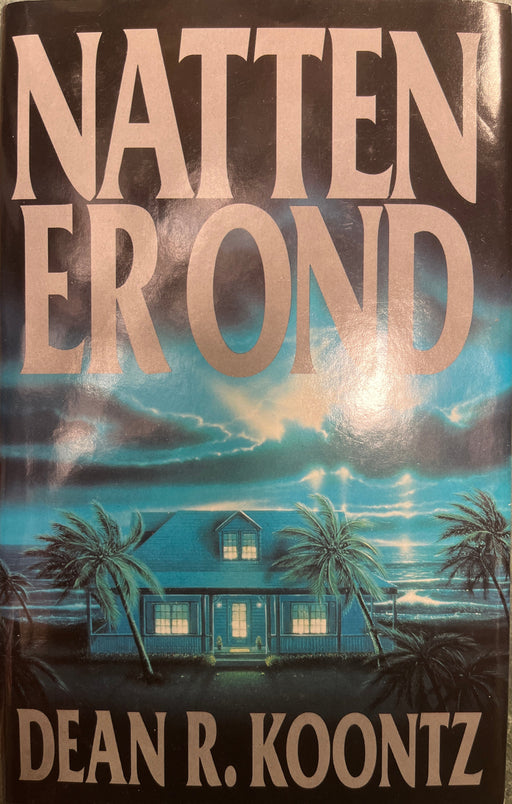 NATTEN
ER OND
DEAN R. KOONTZ